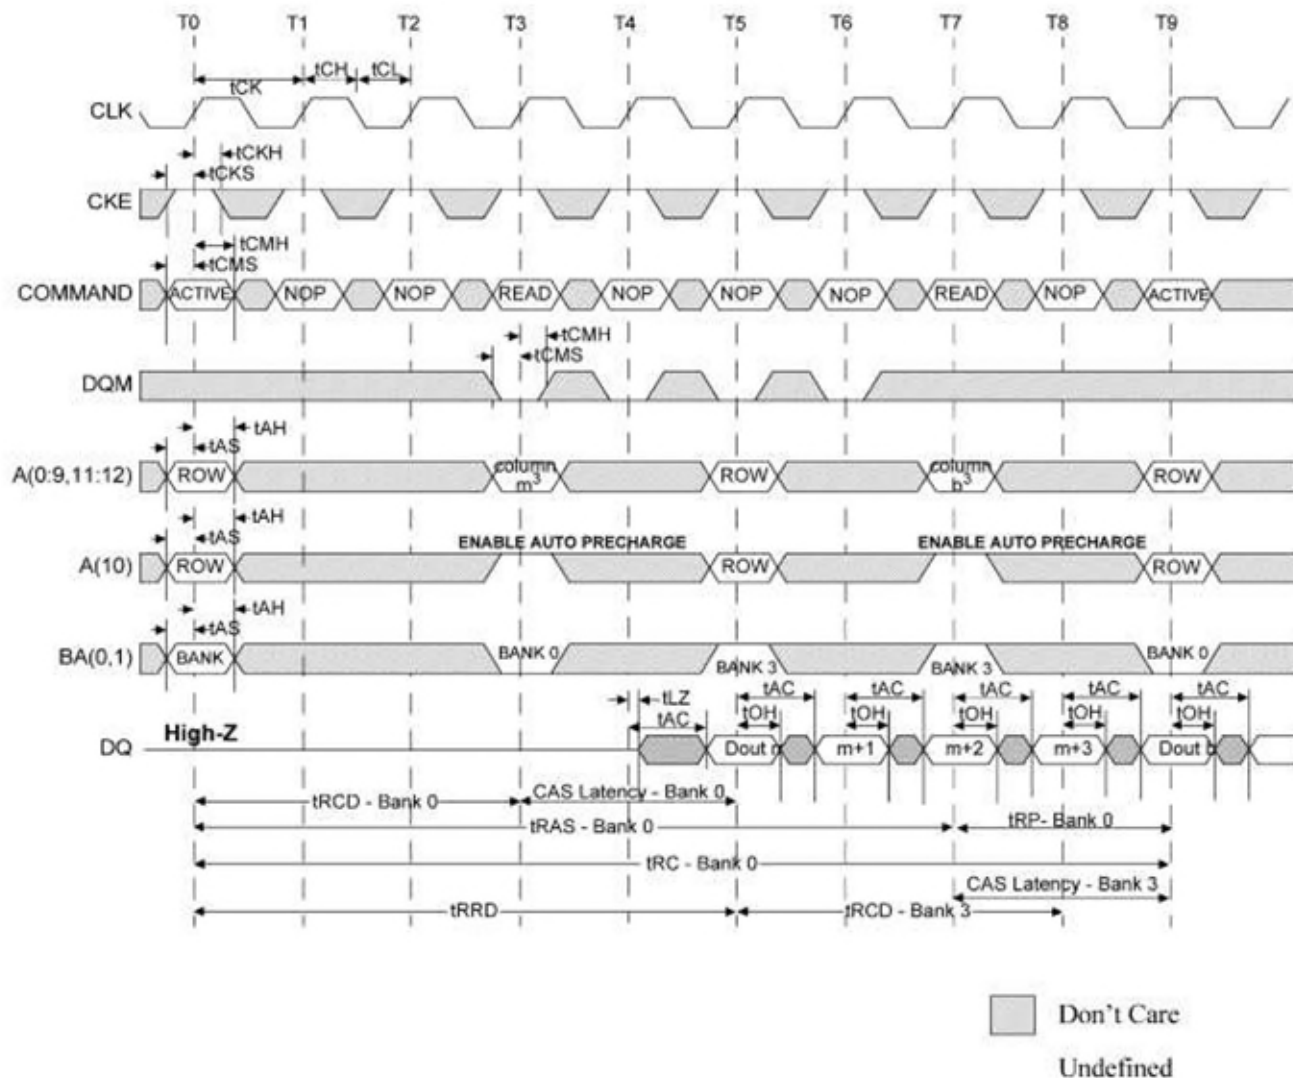 T0 T1 T2 T3 T4 T5 T6 T7 T8 T9
tCK tCH tCL
CLK
tCKH
tCKS
CKE
tCMH
tCMS
COMMAND ACTIVE NOP NOP READ NOP NOP NOP READ NOP ACTIVE
tCMH
tCMS
DQM
tAH
tAS
A(0:9,11:12) ROW column m3 ROW column b3 ROW
tAH
tAS
ENABLE AUTO PRECHARGE ENABLE AUTO PRECHARGE
A(10) ROW ROW ROW
tAH
tAS
BA(0,1) BANK BANK 0 BANK 3 BANK 3 BANK 0
tLZ tAC tAC tAC tAC tAC
tAC tOH tOH tOH tOH tOH
High-Z
DQ Dout m+1 m+2 m+3 Dout b
tRCD - Bank 0 CAS Latency - Bank 0
tRAS - Bank 0 tRP- Bank 0
tRC - Bank 0
CAS Latency - Bank 3
tRRD tRCD - Bank 3
Don't Care
Undefined